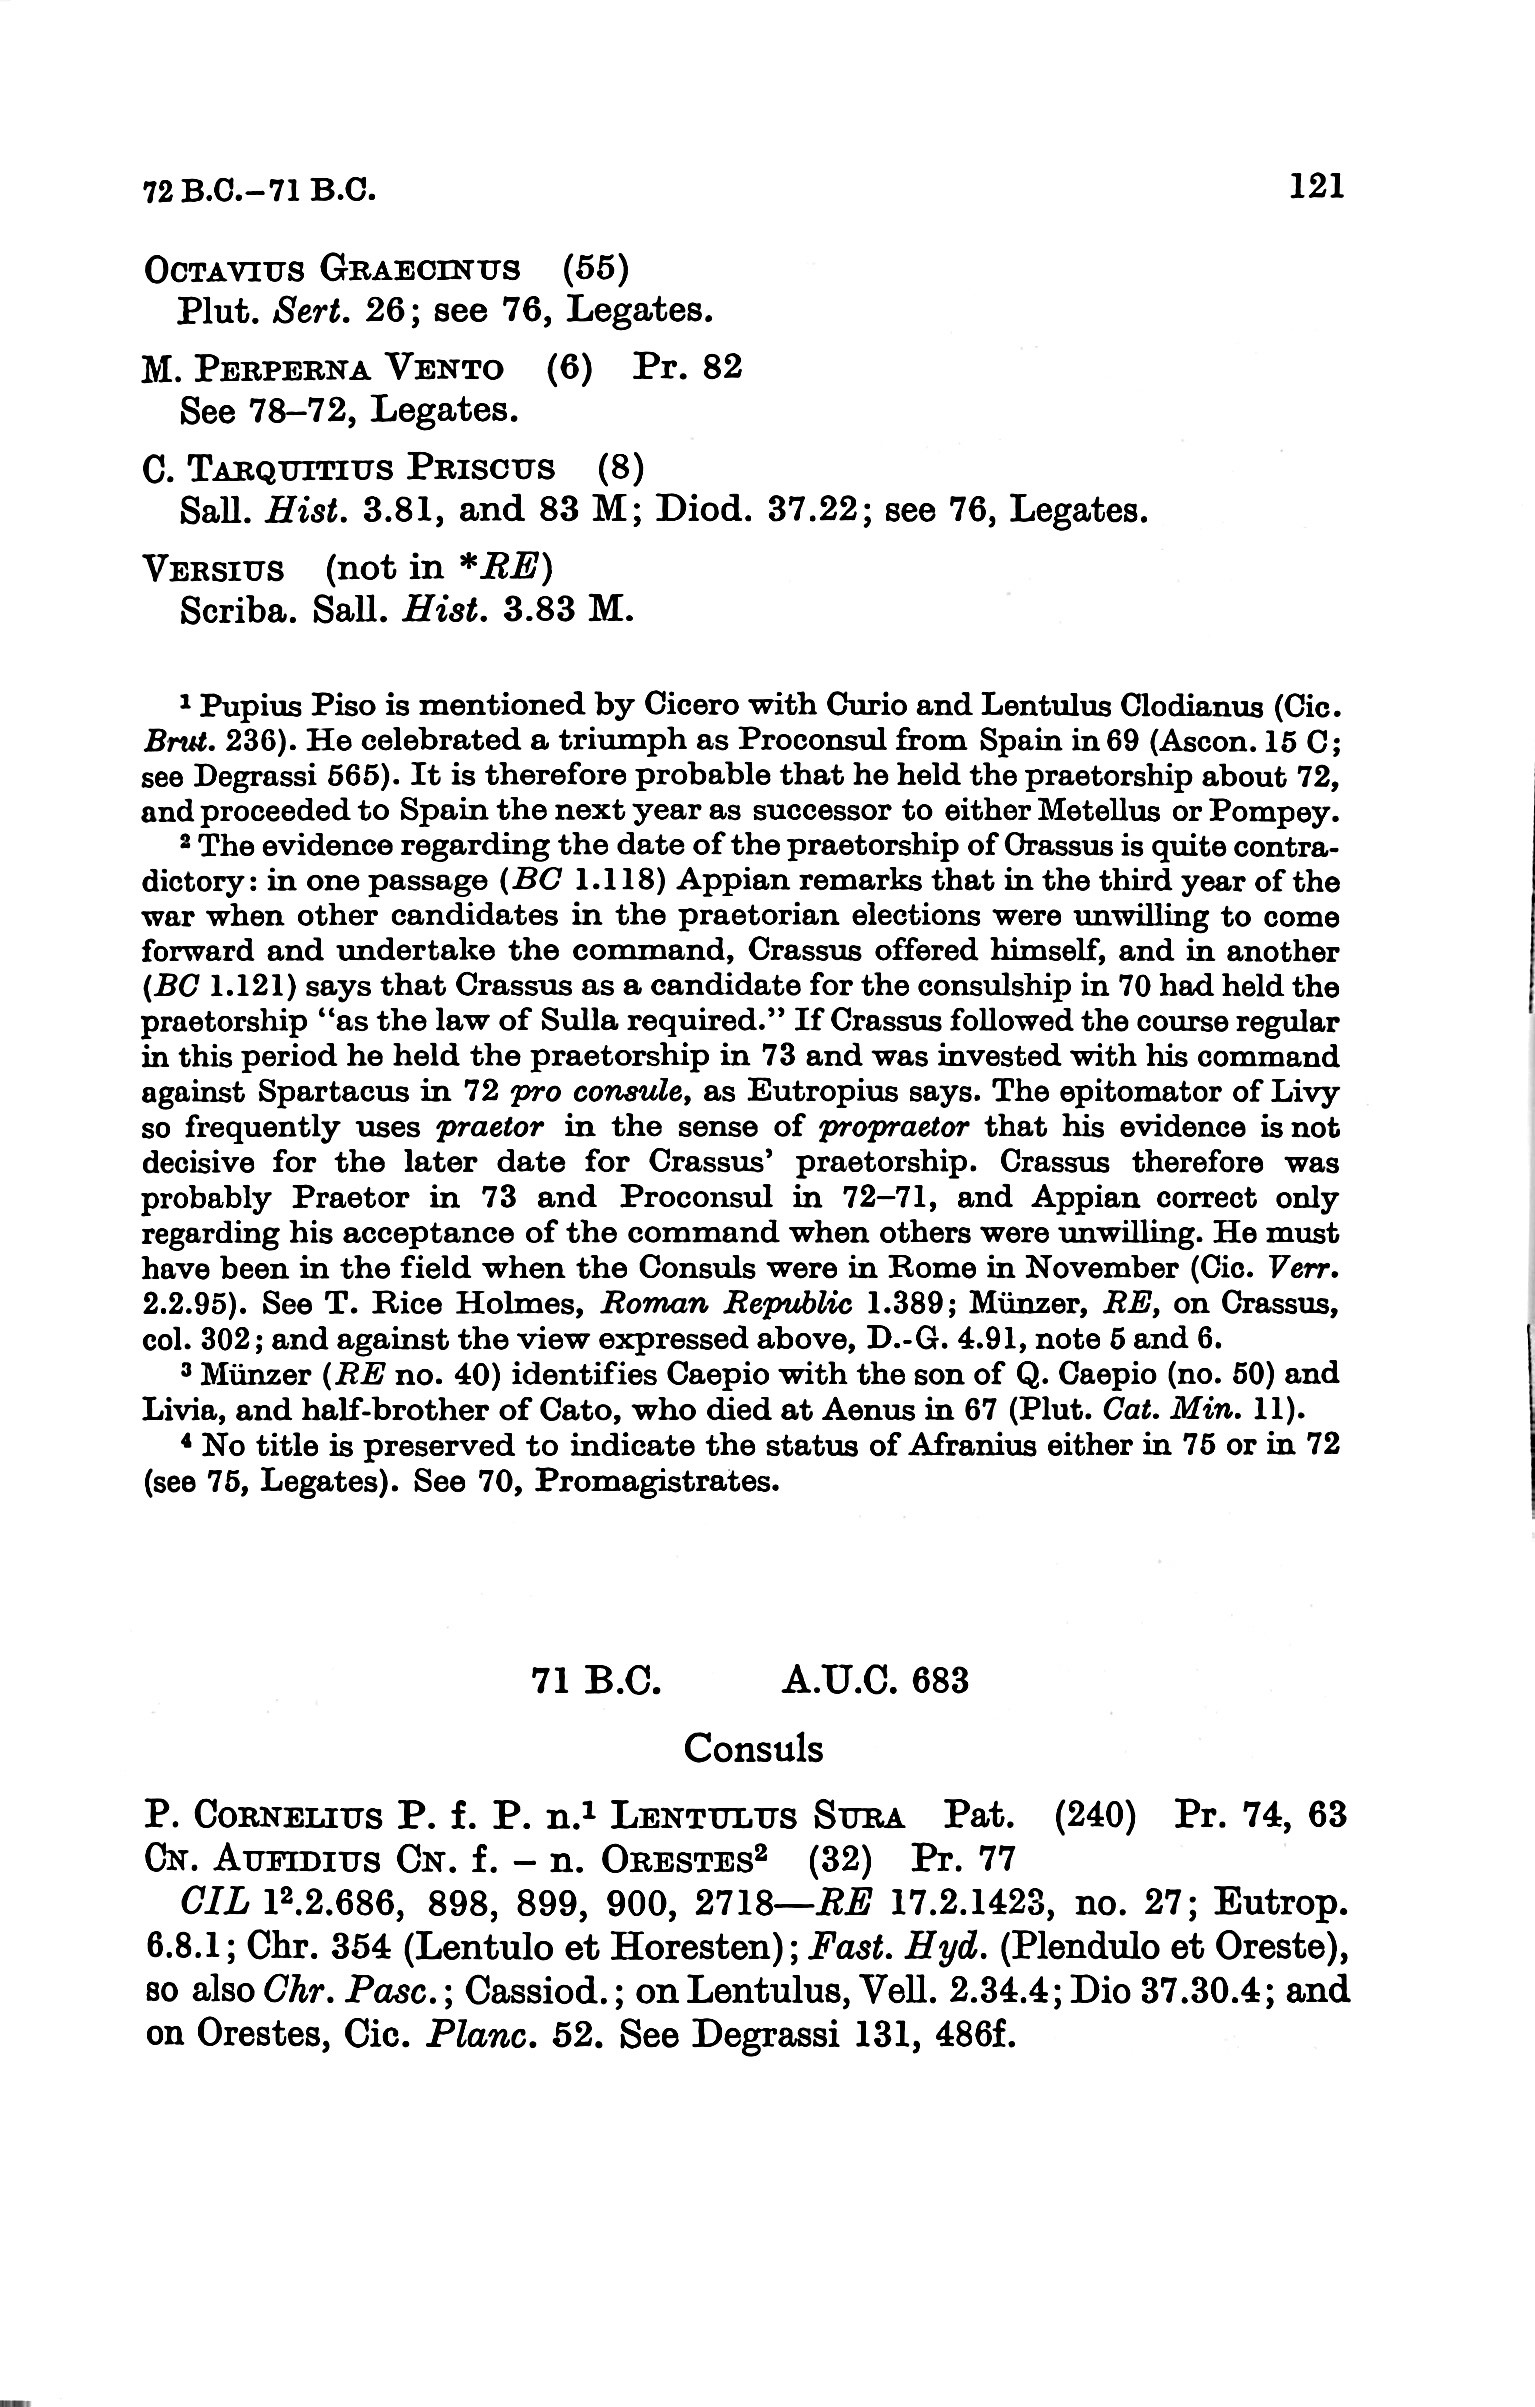 72 B.C.–71 B.C. 121
OCTAVIUS GRAECINUS (55)
Plut. Sert. 26; see 76, Legates.
M. PERPERNA VENTO (6) Pr. 82
See 78–72, Legates.
C. TARQUITIUS PRISCUS (8)
Sall. Hist. 3.81, and 83 M; Diod. 37.22; see 76, Legates.
VERSIUS (not in *RE)
Scriba. Sall. Hist. 3.83 M.
¹ Pupius Piso is mentioned by Cicero with Curio and Lentulus Clodianus (Cic.
Brut. 236). He celebrated a triumph as Proconsul from Spain in 69 (Ascon. 15 C;
see Degrassi 565). It is therefore probable that he held the praetorship about 72,
and proceeded to Spain the next year as successor to either Metellus or Pompey.
² The evidence regarding the date of the praetorship of Crassus is quite contra-
dictory: in one passage (BC 1.118) Appian remarks that in the third year of the
war when other candidates in the praetorian elections were unwilling to come
forward and undertake the command, Crassus offered himself, and in another
(BC 1.121) says that Crassus as a candidate for the consulship in 70 had held the
praetorship “as the law of Sulla required.” If Crassus followed the course regular
in this period he held the praetorship in 73 and was invested with his command
against Spartacus in 72 pro consule, as Eutropius says. The epitomator of Livy
so frequently uses praetor in the sense of propraetor that his evidence is not
decisive for the later date for Crassus’ praetorship. Crassus therefore was
probably Praetor in 73 and Proconsul in 72–71, and Appian correct only
regarding his acceptance of the command when others were unwilling. He must
have been in the field when the Consuls were in Rome in November (Cic. Verr.
2.2.95). See T. Rice Holmes, Roman Republic 1.389; Münzer, RE, on Crassus,
col. 302; and against the view expressed above, D.-G. 4.91, note 5 and 6.
³ Münzer (RE no. 40) identifies Caepio with the son of Q. Caepio (no. 50) and
Livia, and half-brother of Cato, who died at Aenus in 67 (Plut. Cat. Min. 11).
⁴ No title is preserved to indicate the status of Afranius either in 75 or in 72
(see 75, Legates). See 70, Promagistrates.
71 B.C. A.U.C. 683
Consuls
P. CORNELIUS P. f. P. n.¹ LENTULUS SURA Pat. (240) Pr. 74, 63
CN. AUFIDIUS CN. f. – n. ORESTES² (32) Pr. 77
CIL 1².2.686, 898, 899, 900, 2718—RE 17.2.1423, no. 27; Eutrop.
6.8.1; Chr. 354 (Lentulo et Horesten); Fast. Hyd. (Plendulo et Oreste),
so also Chr. Pasc.; Cassiod.; on Lentulus, Vell. 2.34.4; Dio 37.30.4; and
on Orestes, Cic. Planc. 52. See Degrassi 131, 486f.